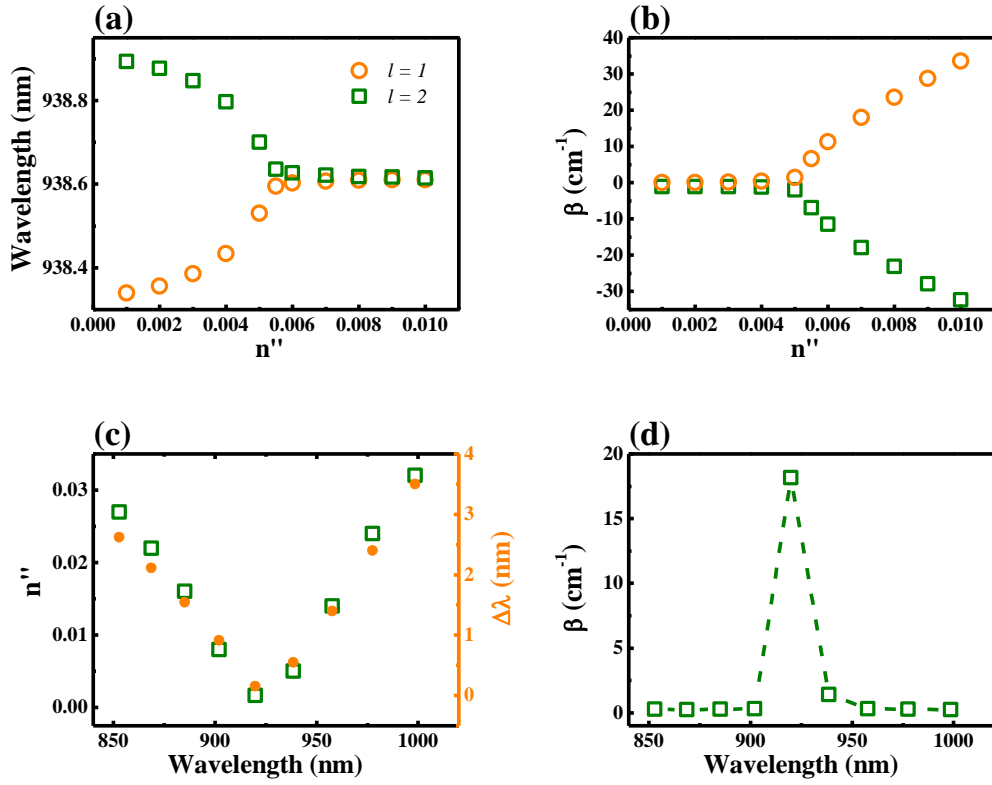 (a)
Wavelength (nm)
938.8
938.6
938.4
l = 1
l = 2
0.000 0.002 0.004 0.006 0.008 0.010
n''
(b)
β (cm-1)
40
30
20
10
0
-10
-20
-30
0.000 0.002 0.004 0.006 0.008 0.010
n''
(c)
n''
0.03
0.02
0.01
0.00
4
3
2
1
0
Δλ (nm)
850 900 950 1000
Wavelength (nm)
(d)
β (cm-1)
20
15
10
5
0
850 900 950 1000
Wavelength (nm)